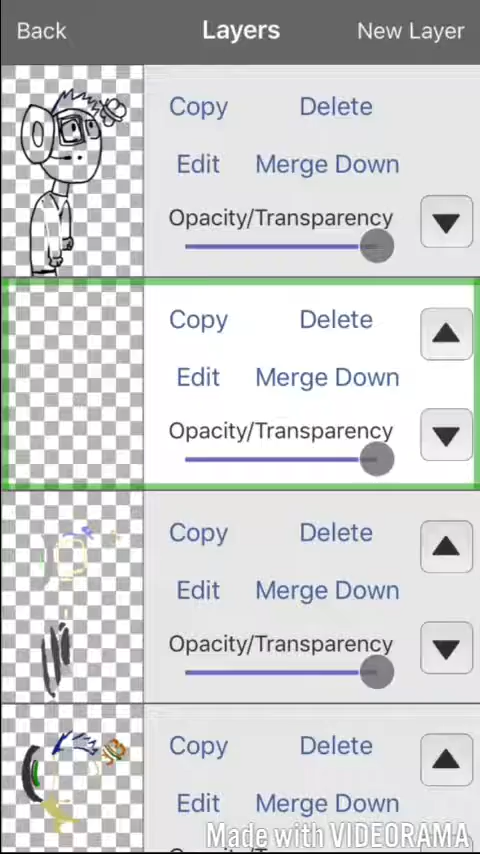 Back Layers New Layer
Copy Delete
Edit Merge Down
Opacity/Transparency
Copy Delete
Edit Merge Down
Opacity/Transparency
Copy Delete
Edit Merge Down
Opacity/Transparency
Copy Delete
Edit Merge Down
Made with VIDEORAMA